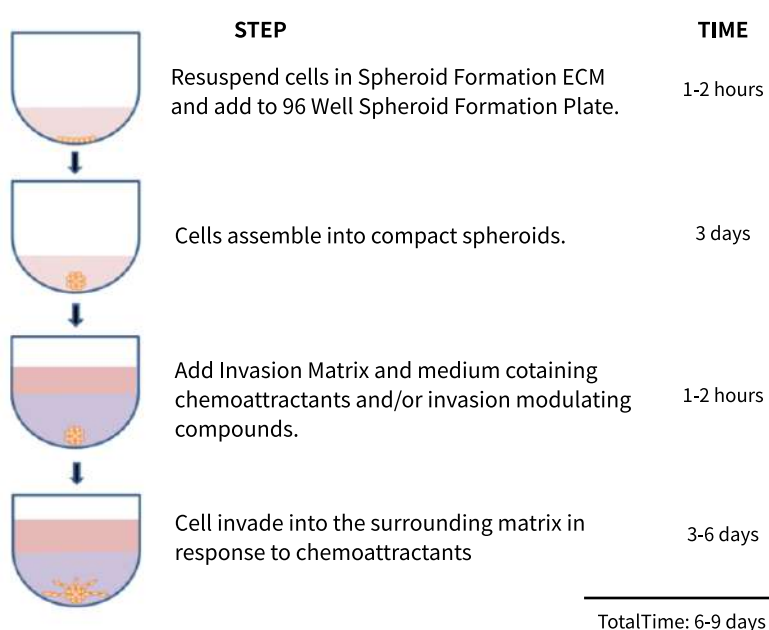 STEP TIME
Resuspend cells in Spheroid Formation ECM
and add to 96 Well Spheroid Formation Plate.
1-2 hours
Cells assemble into compact spheroids.
3 days
Add Invasion Matrix and medium cotaining
chemoattractants and/or invasion modulating
compounds.
1-2 hours
Cell invade into the surrounding matrix in
response to chemoattractants
3-6 days
TotalTime: 6-9 days